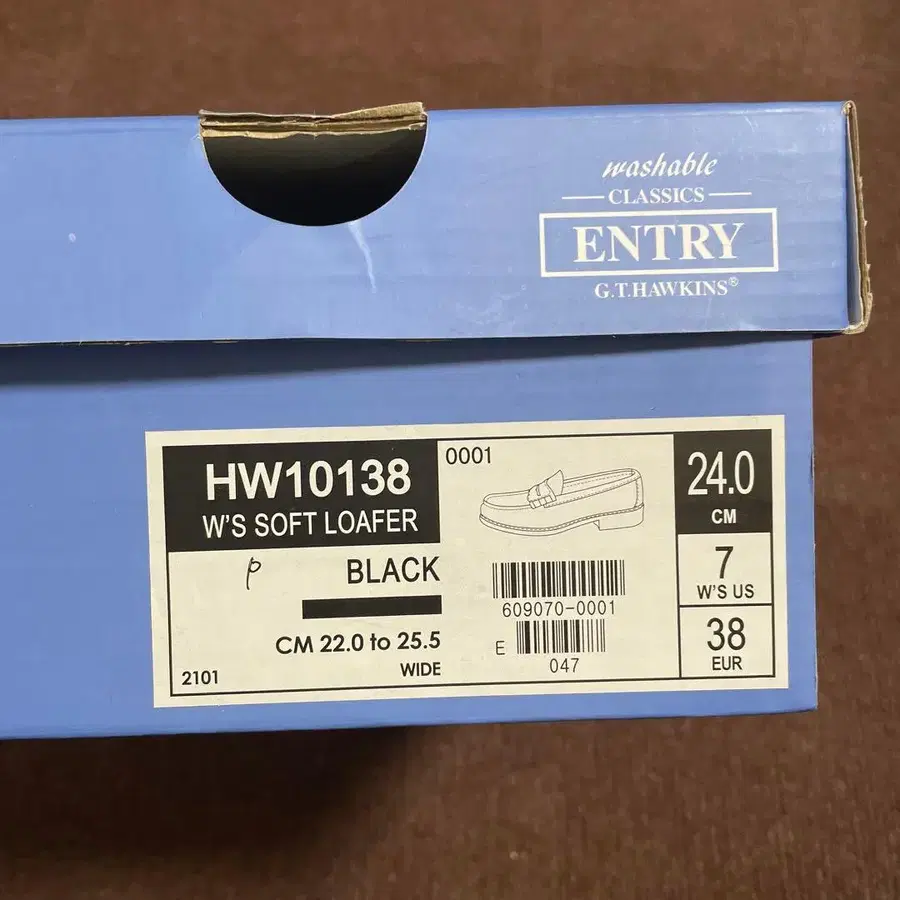 washable
CLASSICS
ENTRY
G.T.HAWKINS®
HW10138
W'S SOFT LOAFER
0001
24.0
CM
P
BLACK
7
W'S US
609070-0001
CM 22.0 to 25.5
WIDE
E
047
38
EUR
2101